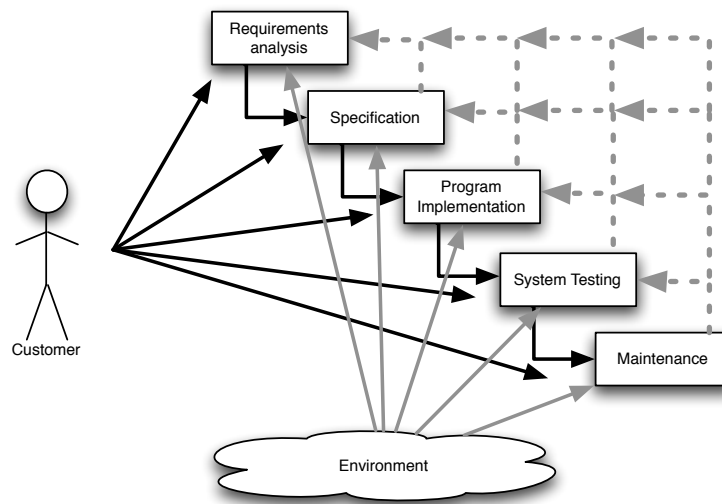 Requirements
analysis
Specification
Program
Implementation
System Testing
Customer
Maintenance
Environment